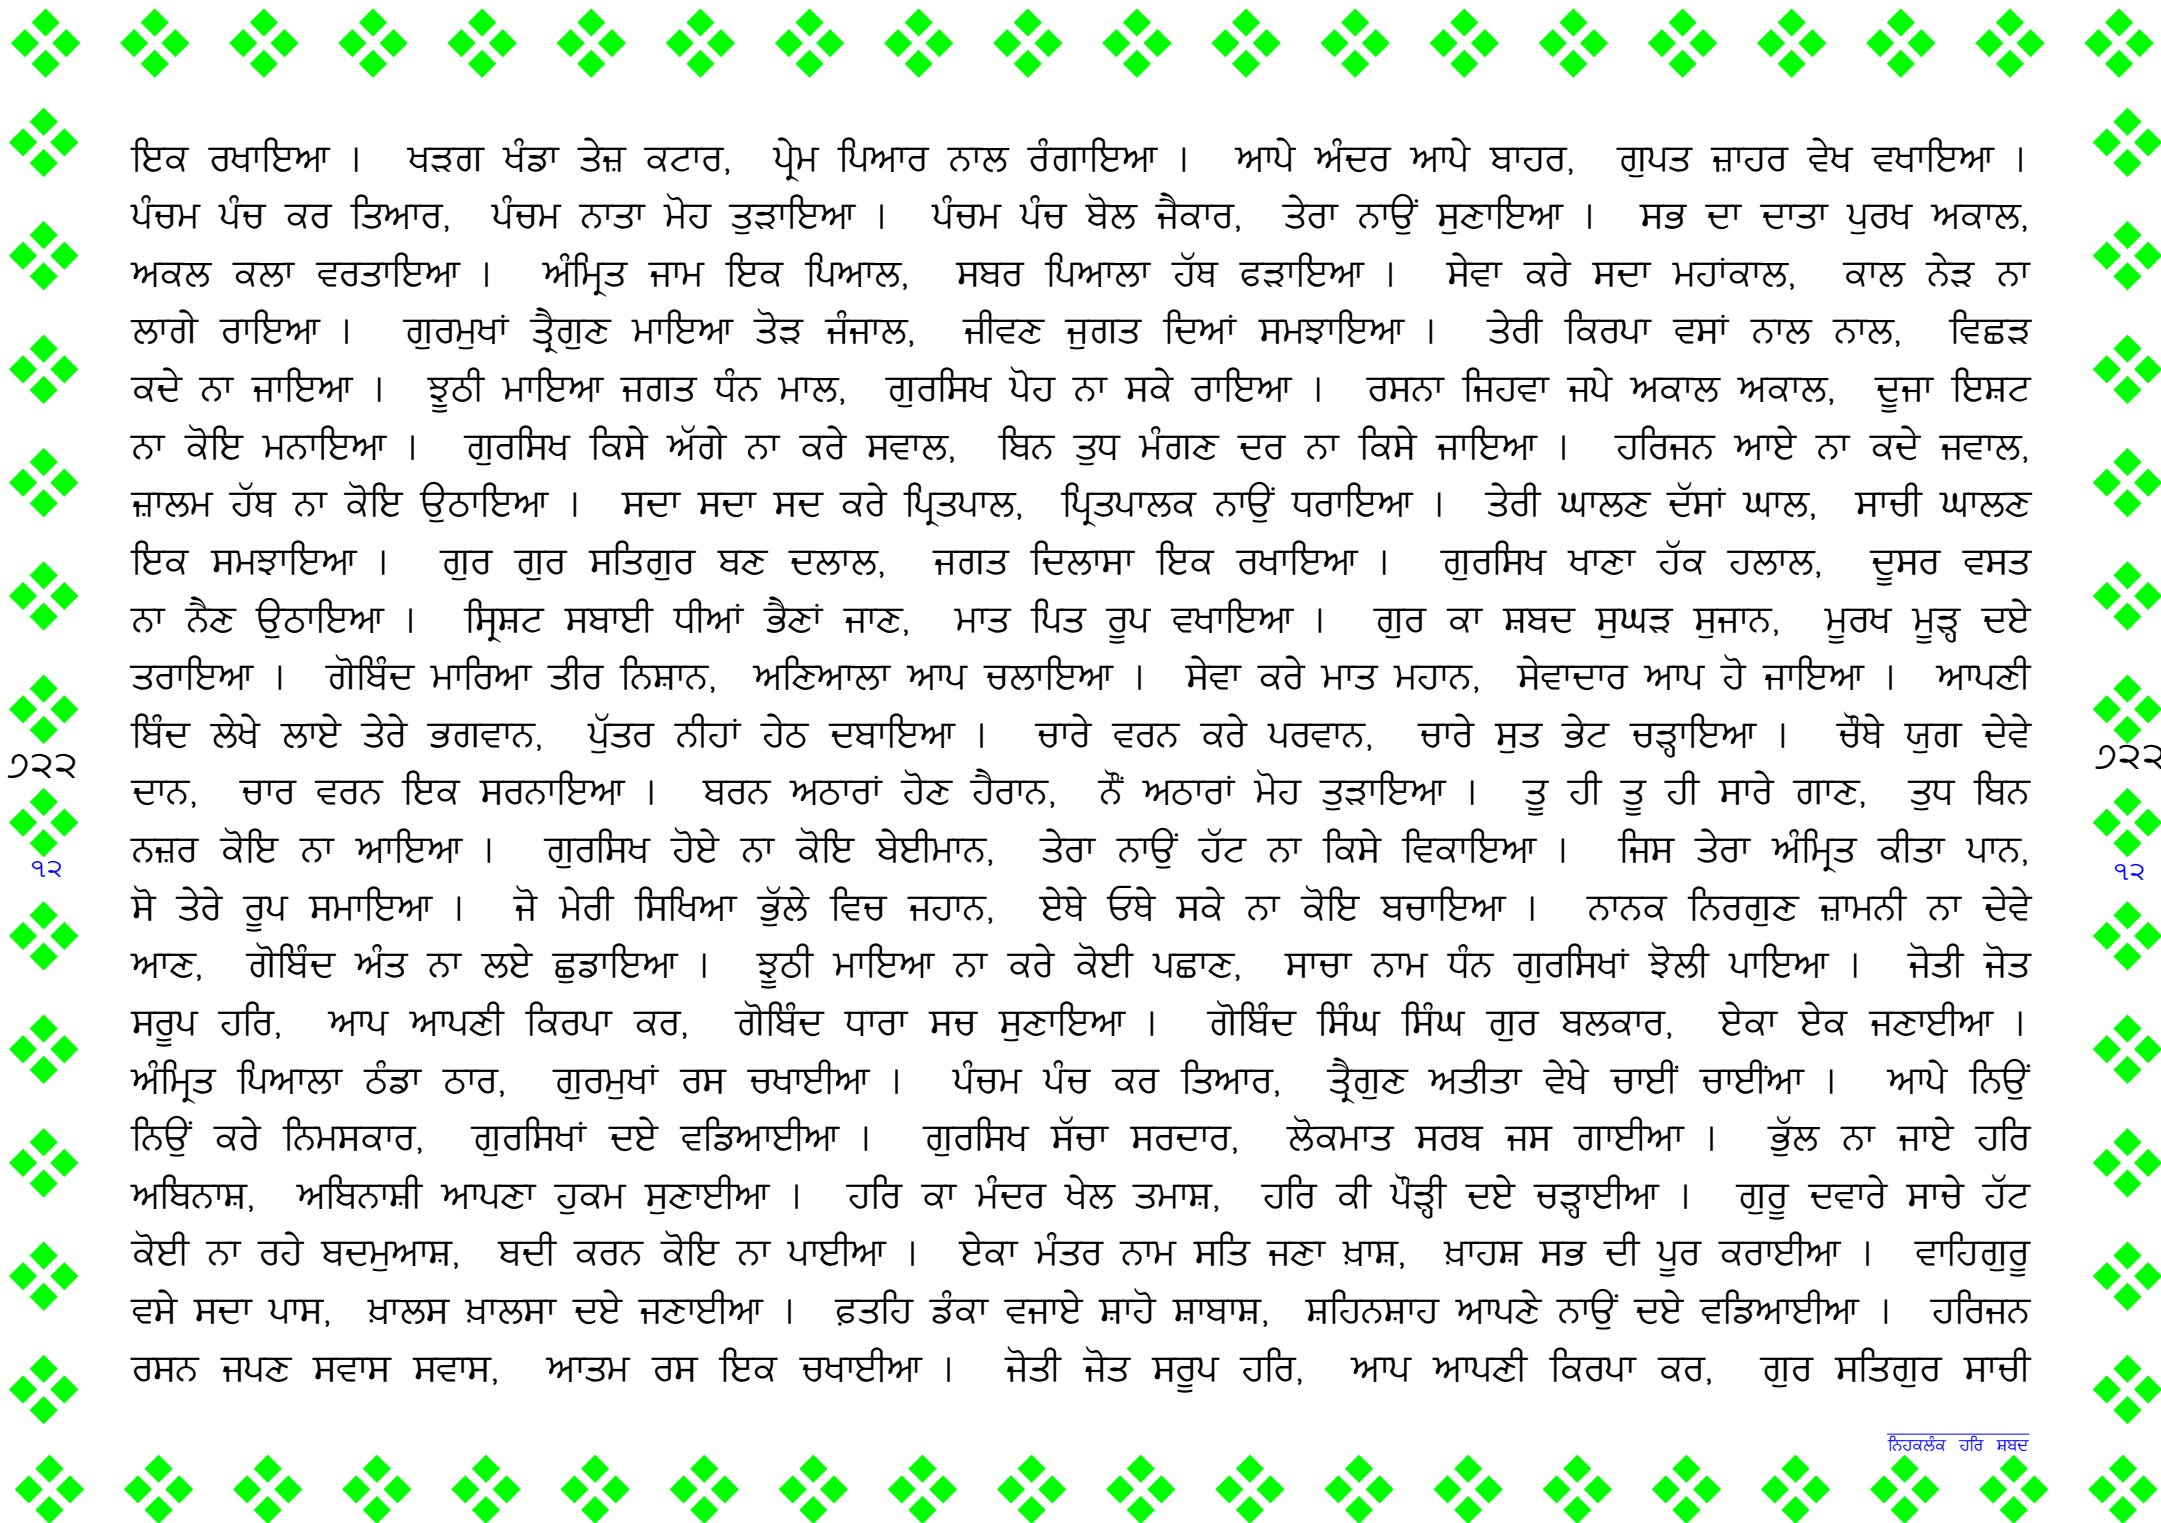 ਇਕ ਰਖਾਇਆ । ਖੜਗ ਖੰਡਾ ਤੇਜ਼ ਕਟਾਰ, ਪ੍ਰੇਮ ਪਿਆਰ ਨਾਲ ਰੰਗਾਇਆ । ਆਪੇ ਅੰਦਰ ਆਪੇ ਬਾਹਰ, ਗੁਪਤ ਜ਼ਾਹਰ ਵੇਖ ਵਖਾਇਆ ।
ਪੰਚਮ ਪੰਚ ਕਰ ਤਿਆਰ, ਪੰਚਮ ਨਾਤਾ ਮੋਹ ਤੁੜਾਇਆ । ਪੰਚਮ ਪੰਚ ਬੋਲ ਜੈਕਾਰ, ਤੇਰਾ ਨਾਉਂ ਸੁਣਾਇਆ । ਸਭ ਦਾ ਦਾਤਾ ਪੁਰਖ ਅਕਾਲ,
ਅਕਲ ਕਲਾ ਵਰਤਾਇਆ । ਅੰਮ੍ਰਿਤ ਜਾਮ ਇਕ ਪਿਆਲ, ਸਬਰ ਪਿਆਲਾ ਹੱਥ ਫੜਾਇਆ । ਸੇਵਾ ਕਰੇ ਸਦਾ ਮਹਾਂਕਾਲ, ਕਾਲ ਨੇੜ ਨਾ
ਲਾਗੇ ਰਾਇਆ । ਗੁਰਮੁਖਾਂ ਤ੍ਰੈਗੁਣ ਮਾਇਆ ਤੋੜ ਜੰਜਾਲ, ਜੀਵਣ ਜੁਗਤ ਦਿਆਂ ਸਮਝਾਇਆ । ਤੇਰੀ ਕਿਰਪਾ ਵਸਾਂ ਨਾਲ ਨਾਲ, ਵਿਛੜ
ਕਦੇ ਨਾ ਜਾਇਆ । ਝੂਠੀ ਮਾਇਆ ਜਗਤ ਧੰਨ ਮਾਲ, ਗੁਰਸਿਖ ਪੋਹ ਨਾ ਸਕੇ ਰਾਇਆ । ਰਸਨਾ ਜਿਹਵਾ ਜਪੇ ਅਕਾਲ ਅਕਾਲ, ਦੂਜਾ ਇਸ਼ਟ
ਨਾ ਕੋਇ ਮਨਾਇਆ । ਗੁਰਸਿਖ ਕਿਸੇ ਅੱਗੇ ਨਾ ਕਰੇ ਸਵਾਲ, ਬਿਨ ਤੁਧ ਮੰਗਣ ਦਰ ਨਾ ਕਿਸੇ ਜਾਇਆ । ਹਰਿਜਨ ਆਏ ਨਾ ਕਦੇ ਜਵਾਲ,
ਜ਼ਾਲਮ ਹੱਥ ਨਾ ਕੋਇ ਉਠਾਇਆ । ਸਦਾ ਸਦਾ ਸਦ ਕਰੇ ਪ੍ਰਿਤਪਾਲ, ਪ੍ਰਿਤਪਾਲਕ ਨਾਉਂ ਧਰਾਇਆ । ਤੇਰੀ ਘਾਲਣ ਦੱਸਾਂ ਘਾਲ, ਸਾਚੀ ਘਾਲਣ
ਇਕ ਸਮਝਾਇਆ । ਗੁਰ ਗੁਰ ਸਤਿਗੁਰ ਬਣ ਦਲਾਲ, ਜਗਤ ਦਿਲਾਸਾ ਇਕ ਰਖਾਇਆ । ਗੁਰਸਿਖ ਖਾਣਾ ਹੱਕ ਹਲਾਲ, ਦੂਸਰ ਵਸਤ
ਨਾ ਨੈਣ ਉਠਾਇਆ । ਸ੍ਰਿਸ਼ਟ ਸਬਾਈ ਧੀਆਂ ਭੈਣਾਂ ਜਾਣ, ਮਾਤ ਪਿਤ ਰੂਪ ਵਖਾਇਆ । ਗੁਰ ਕਾ ਸ਼ਬਦ ਸੁਘੜ ਸੁਜਾਨ, ਮੂਰਖ ਮੂੜ੍ਹ ਦਏ
ਤਰਾਇਆ । ਗੋਬਿੰਦ ਮਾਰਿਆ ਤੀਰ ਨਿਸ਼ਾਨ, ਅਣਿਆਲਾ ਆਪ ਚਲਾਇਆ । ਸੇਵਾ ਕਰੇ ਮਾਤ ਮਹਾਨ, ਸੇਵਾਦਾਰ ਆਪ ਹੋ ਜਾਇਆ । ਆਪਣੀ
ਬਿੰਦ ਲੇਖੇ ਲਾਏ ਤੇਰੇ ਭਗਵਾਨ, ਪੁੱਤਰ ਨੀਹਾਂ ਹੇਠ ਦਬਾਇਆ । ਚਾਰੇ ਵਰਨ ਕਰੇ ਪਰਵਾਨ, ਚਾਰੇ ਸੁਤ ਭੇਟ ਚੜ੍ਹਾਇਆ । ਚੌਥੇ ਯੁਗ ਦੇਵੇ
੭੨੨ ੭੨੨
ਦਾਨ, ਚਾਰ ਵਰਨ ਇਕ ਸਰਨਾਇਆ । ਬਰਨ ਅਠਾਰਾਂ ਹੋਣ ਹੈਰਾਨ, ਨੌਂ ਅਠਾਰਾਂ ਮੋਹ ਤੁੜਾਇਆ । ਤੂ ਹੀ ਤੂ ਹੀ ਸਾਰੇ ਗਾਣ, ਤੁਧ ਬਿਨ
ਨਜ਼ਰ ਕੋਇ ਨਾ ਆਇਆ । ਗੁਰਸਿਖ ਹੋਏ ਨਾ ਕੋਇ ਬੇਈਮਾਨ, ਤੇਰਾ ਨਾਉਂ ਹੱਟ ਨਾ ਕਿਸੇ ਵਿਕਾਇਆ । ਜਿਸ ਤੇਰਾ ਅੰਮ੍ਰਿਤ ਕੀਤਾ ਪਾਨ,
੧੨ ੧੨
ਸੋ ਤੇਰੇ ਰੂਪ ਸਮਾਇਆ । ਜੋ ਮੇਰੀ ਸਿਖਿਆ ਭੁੱਲੇ ਵਿਚ ਜਹਾਨ, ਏਥੇ ਓਥੇ ਸਕੇ ਨਾ ਕੋਇ ਬਚਾਇਆ । ਨਾਨਕ ਨਿਰਗੁਣ ਜ਼ਾਮਨੀ ਨਾ ਦੇਵੇ
ਆਣ, ਗੋਬਿੰਦ ਅੰਤ ਨਾ ਲਏ ਛੁਡਾਇਆ । ਝੂਠੀ ਮਾਇਆ ਨਾ ਕਰੇ ਕੋਈ ਪਛਾਣ, ਸਾਚਾ ਨਾਮ ਧੰਨ ਗੁਰਸਿਖਾਂ ਝੋਲੀ ਪਾਇਆ । ਜੋਤੀ ਜੋਤ
ਸਰੂਪ ਹਰਿ, ਆਪ ਆਪਣੀ ਕਿਰਪਾ ਕਰ, ਗੋਬਿੰਦ ਧਾਰਾ ਸਚ ਸੁਣਾਇਆ । ਗੋਬਿੰਦ ਸਿੰਘ ਸਿੰਘ ਗੁਰ ਬਲਕਾਰ, ਏਕਾ ਏਕ ਜਣਾਈਆ ।
ਅੰਮ੍ਰਿਤ ਪਿਆਲਾ ਠੰਡਾ ਠਾਰ, ਗੁਰਮੁਖਾਂ ਰਸ ਚਖਾਈਆ । ਪੰਚਮ ਪੰਚ ਕਰ ਤਿਆਰ, ਤ੍ਰੈਗੁਣ ਅਤੀਤਾ ਵੇਖੇ ਚਾਈਂ ਚਾਈਂਆ । ਆਪੇ ਨਿਉਂ
ਨਿਉਂ ਕਰੇ ਨਿਮਸਕਾਰ, ਗੁਰਸਿਖਾਂ ਦਏ ਵਡਿਆਈਆ । ਗੁਰਸਿਖ ਸੱਚਾ ਸਰਦਾਰ, ਲੋਕਮਾਤ ਸਰਬ ਜਸ ਗਾਈਆ । ਭੁੱਲ ਨਾ ਜਾਏ ਹਰਿ
ਅਬਿਨਾਸ਼, ਅਬਿਨਾਸ਼ੀ ਆਪਣਾ ਹੁਕਮ ਸੁਣਾਈਆ । ਹਰਿ ਕਾ ਮੰਦਰ ਖੇਲ ਤਮਾਸ਼, ਹਰਿ ਕੀ ਪੌੜ੍ਹੀ ਦਏ ਚੜ੍ਹਾਈਆ । ਗੁਰੂ ਦਵਾਰੇ ਸਾਚੇ ਹੱਟ
ਕੋਈ ਨਾ ਰਹੇ ਬਦਮੁਆਸ਼, ਬਦੀ ਕਰਨ ਕੋਇ ਨਾ ਪਾਈਆ । ਏਕਾ ਮੰਤਰ ਨਾਮ ਸਤਿ ਜਣਾ ਖ਼ਾਸ਼, ਖ਼ਾਹਸ਼ ਸਭ ਦੀ ਪੂਰ ਕਰਾਈਆ । ਵਾਹਿਗੁਰੂ
ਵਸੇ ਸਦਾ ਪਾਸ, ਖ਼ਾਲਸ ਖ਼ਾਲਸਾ ਦਏ ਜਣਾਈਆ । ਫ਼ਤਹਿ ਡੰਕਾ ਵਜਾਏ ਸ਼ਾਹੋ ਸ਼ਾਬਾਸ਼, ਸ਼ਹਿਨਸ਼ਾਹ ਆਪਣੇ ਨਾਉਂ ਦਏ ਵਡਿਆਈਆ । ਹਰਿਜਨ
ਰਸਨ ਜਪਣ ਸਵਾਸ ਸਵਾਸ, ਆਤਮ ਰਸ ਇਕ ਚਖਾਈਆ । ਜੋਤੀ ਜੋਤ ਸਰੂਪ ਹਰਿ, ਆਪ ਆਪਣੀ ਕਿਰਪਾ ਕਰ, ਗੁਰ ਸਤਿਗੁਰ ਸਾਚੀ
ਨਿਹਕਲੰਕ ਹਰਿ ਸ਼ਬਦ